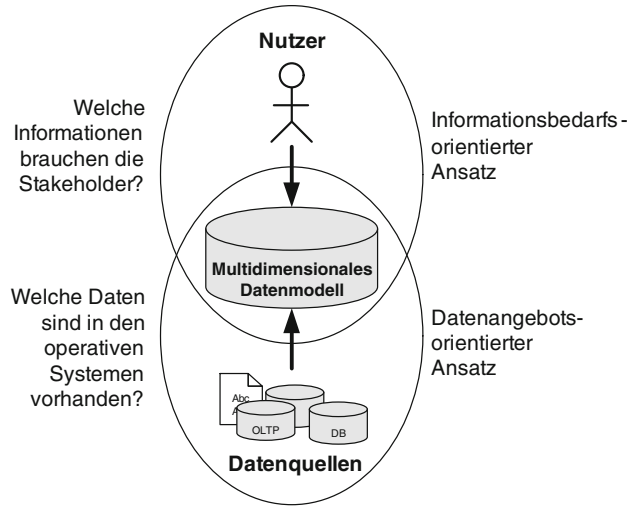 Nutzer
Welche
Informationen
brauchen die
Stakeholder?
Informationsbedarfs-
orientierter
Ansatz
Multidimensionales
Datenmodell
Welche Daten
sind in den
operativen
Systemen
vorhanden?
Datenangebots-
orientierter
Ansatz
Abc
OLTP
DB
Datenquellen